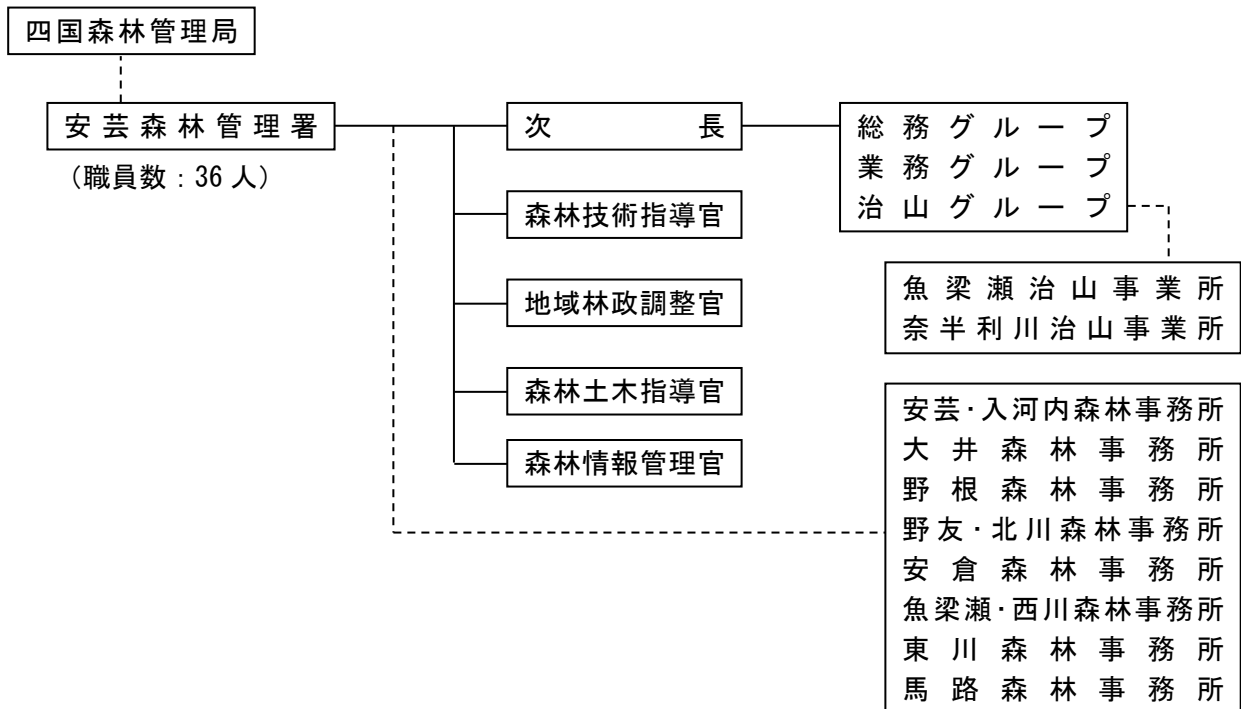 四国森林管理局
安芸森林管理署
（職員数：36人）
次長
森林技術指導官
地域林政調整官
森林土木指導官
森林情報管理官
総務グループ
業務グループ
治山グループ
魚梁瀬治山事業所
奈半利川治山事業所
安芸・入河内森林事務所
大井森林事務所
野根森林事務所
野友・北川森林事務所
安倉森林事務所
魚梁瀬・西川森林事務所
東川森林事務所
馬路森林事務所